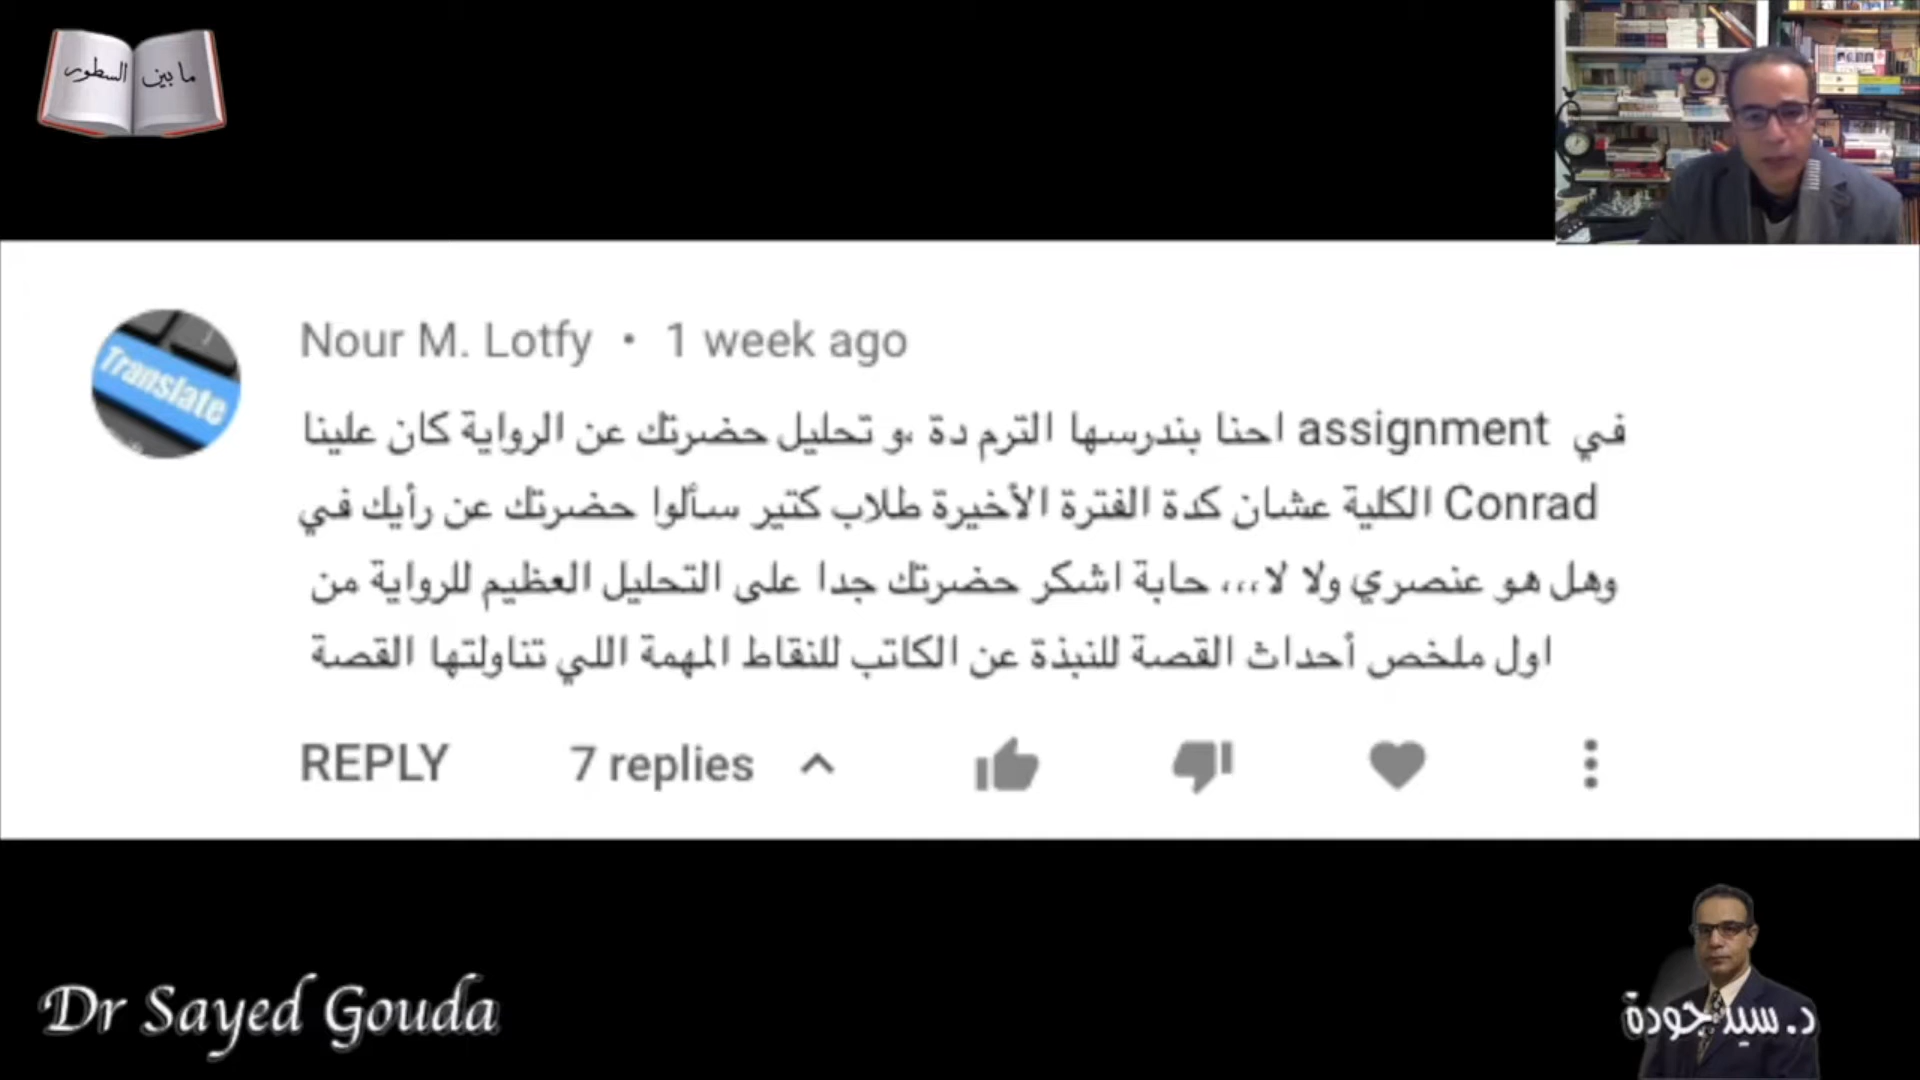 ما بين السطور
Nour M. Lotfy • 1 week ago
احنا بندرسها الترم دة ،و تحليل حضرتك عن الرواية كان علينا assignment في
الكلية عشان كدة الفترة الأخيرة طلاب كتير سألوا حضرتك عن رأيك في Conrad
وهل هو عنصري ولا لا،،، حابة اشكر حضرتك جدا على التحليل العظيم للرواية من
اول ملخص أحداث القصة للنبذة عن الكاتب للنقاط المهمة اللي تناولتها القصة
REPLY 7 replies
Translate
Dr Sayed Gouda
د. سيد جودة